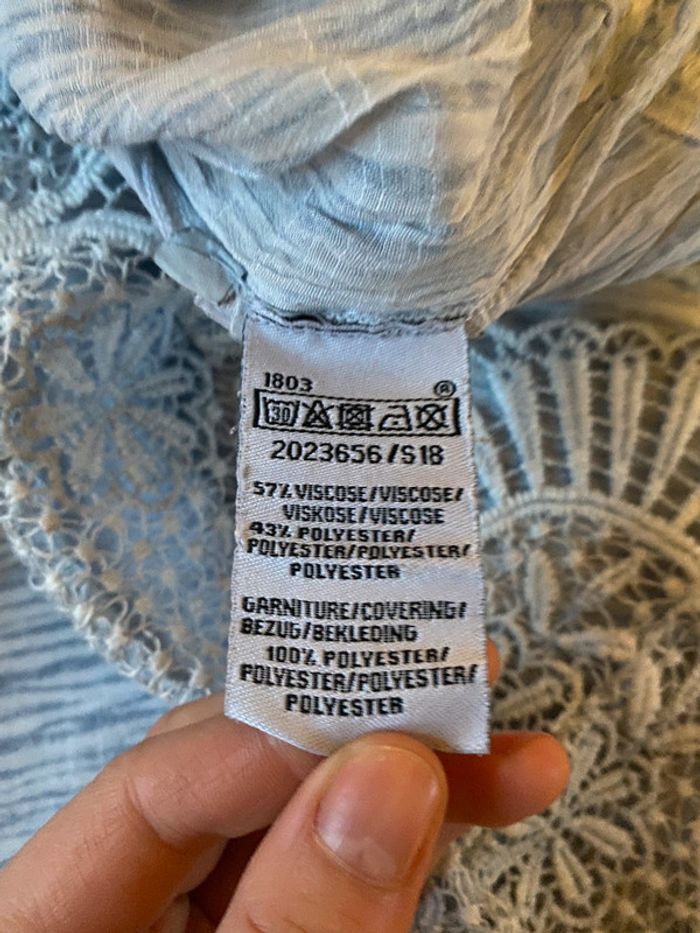 1803
®
30
2023656/S18
57% VISCOSE/VISCOSE/
VISKOSE/VISCOSE
43% POLYESTER/
POLYESTER/POLYESTER/
POLYESTER
GARNITURE/COVERING/
BEZUG/BEKLEDING
100% POLYESTER/
POLYESTER/POLYESTER/
POLYESTER